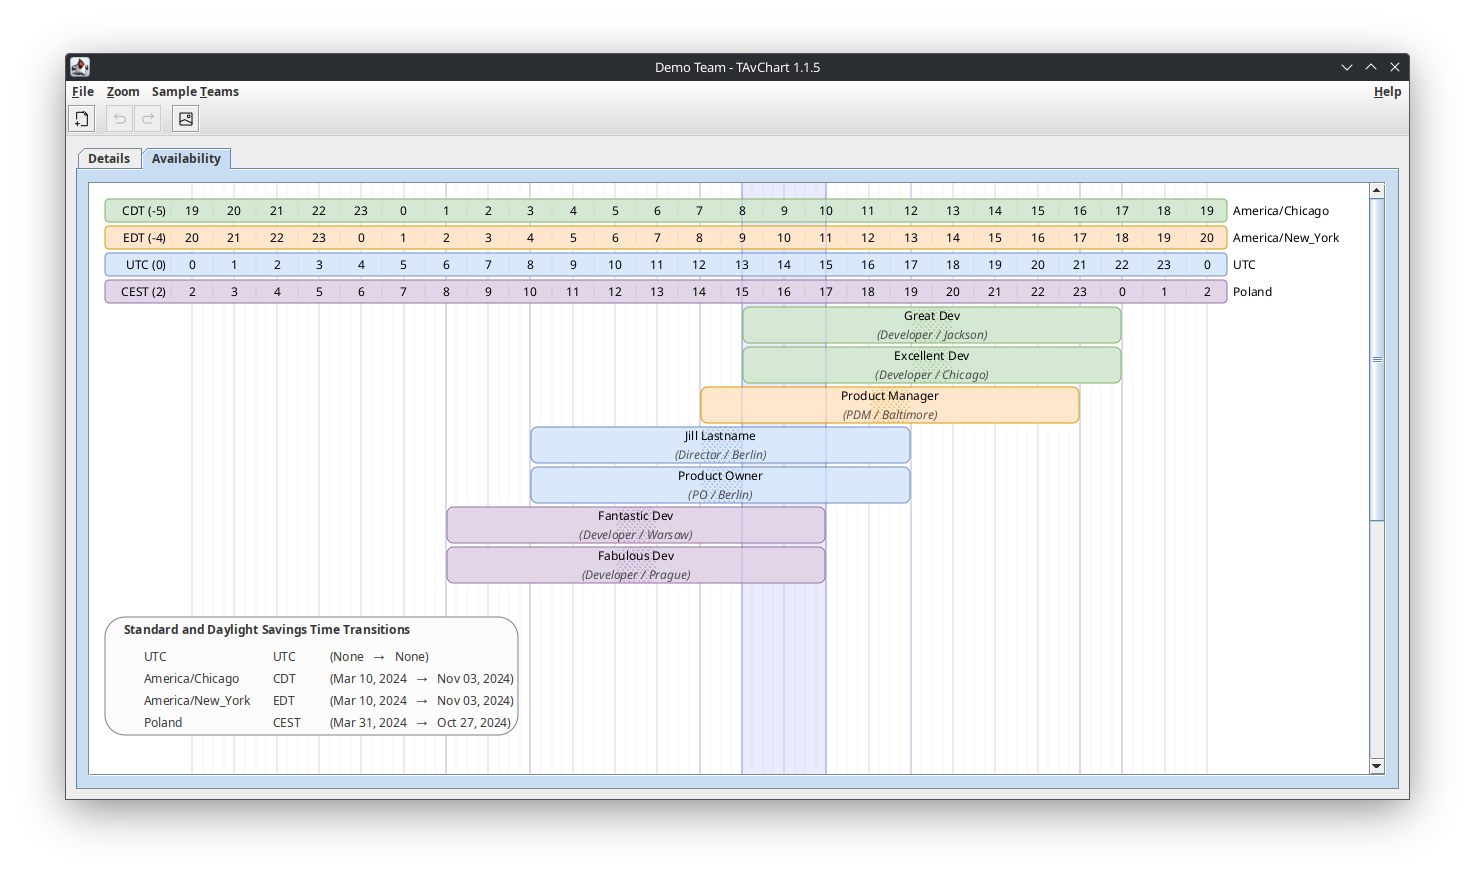 Demo Team - TAvChart 1.1.5
File Zoom Sample Teams Help
Details Availability
CDT (-5) 19 20 21 22 23 0 1 2 3 4 5 6 7 8 9 10 11 12 13 14 15 16 17 18 19 America/Chicago
EDT (-4) 20 21 22 23 0 1 2 3 4 5 6 7 8 9 10 11 12 13 14 15 16 17 18 19 20 America/New_York
UTC (0) 0 1 2 3 4 5 6 7 8 9 10 11 12 13 14 15 16 17 18 19 20 21 22 23 0 UTC
CEST (2) 2 3 4 5 6 7 8 9 10 11 12 13 14 15 16 17 18 19 20 21 22 23 0 1 2 Poland
Great Dev
(Developer / Jackson)
Excellent Dev
(Developer / Chicago)
Product Manager
(PDM / Baltimore)
Jill Lastname
(Director / Berlin)
Product Owner
(PO / Berlin)
Fantastic Dev
(Developer / Warsaw)
Fabulous Dev
(Developer / Prague)
Standard and Daylight Savings Time Transitions
UTC UTC (None → None)
America/Chicago CDT (Mar 10, 2024 → Nov 03, 2024)
America/New_York EDT (Mar 10, 2024 → Nov 03, 2024)
Poland CEST (Mar 31, 2024 → Oct 27, 2024)